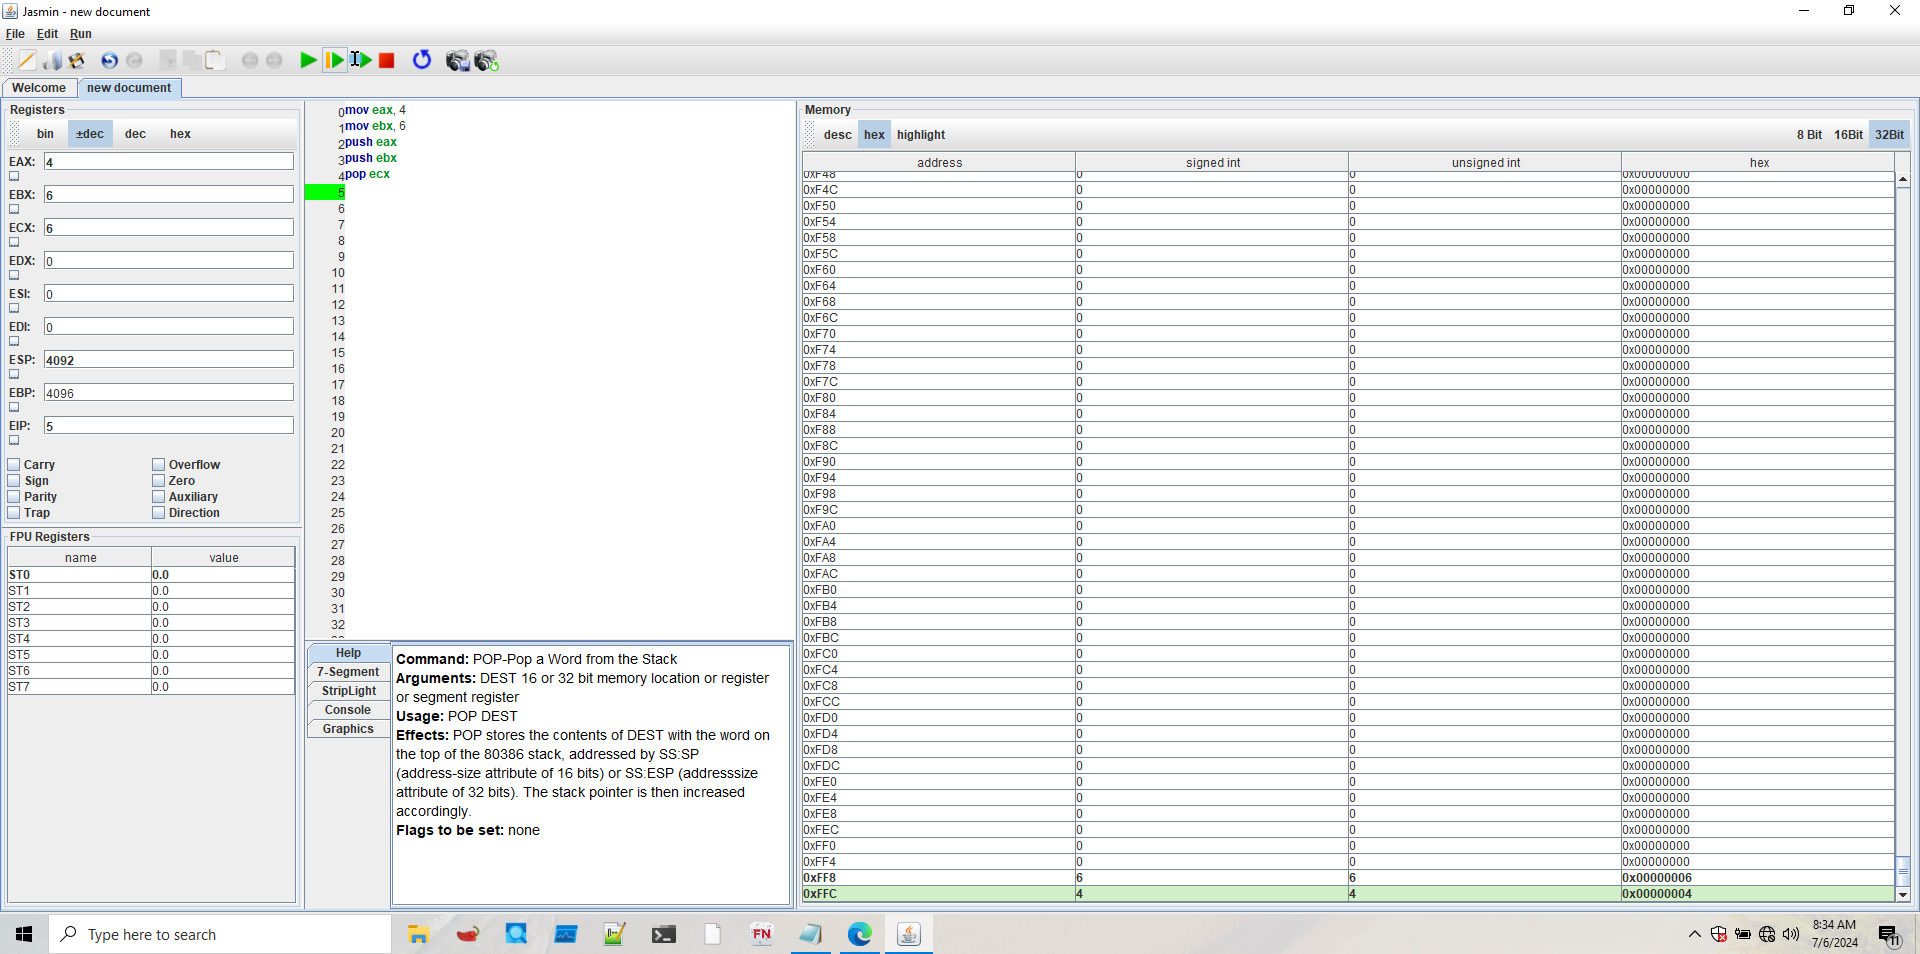 Jasmin - new document
File Edit Run
Welcome new document
Registers
bin ±dec dec hex
EAX: 4
...
EBX: 6
...
ECX: 6
...
EDX: 0
...
ESI: 0
...
EDI: 0
...
ESP: 4092
...
EBP: 4096
...
EIP: 5
...
Carry Overflow
Sign Zero
Parity Auxiliary
Trap Direction
FPU Registers
name value
ST0 0.0
ST1 0.0
ST2 0.0
ST3 0.0
ST4 0.0
ST5 0.0
ST6 0.0
ST7 0.0
0 mov eax, 4
1 mov ebx, 6
2 push eax
3 push ebx
4 pop ecx
5
6
7
8
9
10
11
12
13
14
15
16
17
18
19
20
21
22
23
24
25
26
27
28
29
30
31
32
Help
7-Segment
StripLight
Console
Graphics
Command: POP-Pop a Word from the Stack
Arguments: DEST 16 or 32 bit memory location or register
or segment register
Usage: POP DEST
Effects: POP stores the contents of DEST with the word on
the top of the 80386 stack, addressed by SS:SP
(address-size attribute of 16 bits) or SS:ESP (addresssize
attribute of 32 bits). The stack pointer is then increased
accordingly.
Flags to be set: none
Memory
desc hex highlight 8 Bit 16Bit 32Bit
address signed int unsigned int hex
0xF48 0 0 0x00000000
0xF4C 0 0 0x00000000
0xF50 0 0 0x00000000
0xF54 0 0 0x00000000
0xF58 0 0 0x00000000
0xF5C 0 0 0x00000000
0xF60 0 0 0x00000000
0xF64 0 0 0x00000000
0xF68 0 0 0x00000000
0xF6C 0 0 0x00000000
0xF70 0 0 0x00000000
0xF74 0 0 0x00000000
0xF78 0 0 0x00000000
0xF7C 0 0 0x00000000
0xF80 0 0 0x00000000
0xF84 0 0 0x00000000
0xF88 0 0 0x00000000
0xF8C 0 0 0x00000000
0xF90 0 0 0x00000000
0xF94 0 0 0x00000000
0xF98 0 0 0x00000000
0xF9C 0 0 0x00000000
0xFA0 0 0 0x00000000
0xFA4 0 0 0x00000000
0xFA8 0 0 0x00000000
0xFAC 0 0 0x00000000
0xFB0 0 0 0x00000000
0xFB4 0 0 0x00000000
0xFB8 0 0 0x00000000
0xFBC 0 0 0x00000000
0xFC0 0 0 0x00000000
0xFC4 0 0 0x00000000
0xFC8 0 0 0x00000000
0xFCC 0 0 0x00000000
0xFD0 0 0 0x00000000
0xFD4 0 0 0x00000000
0xFD8 0 0 0x00000000
0xFDC 0 0 0x00000000
0xFE0 0 0 0x00000000
0xFE4 0 0 0x00000000
0xFE8 0 0 0x00000000
0xFEC 0 0 0x00000000
0xFF0 0 0 0x00000000
0xFF4 0 0 0x00000000
0xFF8 6 6 0x00000006
0xFFC 4 4 0x00000004
Type here to search
FN
8:34 AM
7/6/2024
11